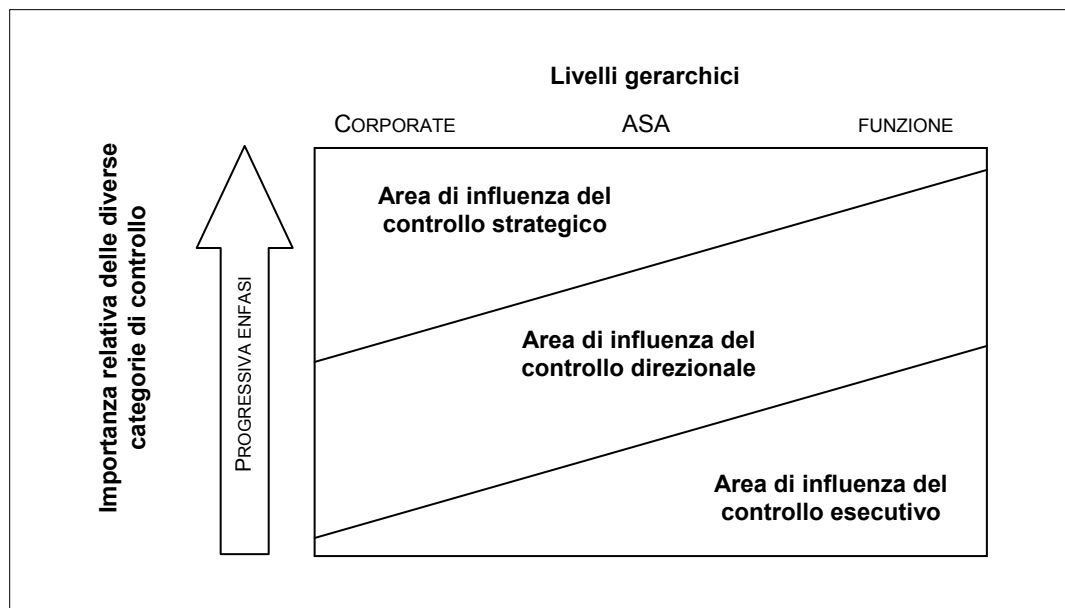 Livelli gerarchici
CORPORATE ASA FUNZIONE
Importanza relativa delle diverse
categorie di controllo
PROGRESSIVA ENFASI
Area di influenza del
controllo strategico
Area di influenza del
controllo direzionale
Area di influenza del
controllo esecutivo